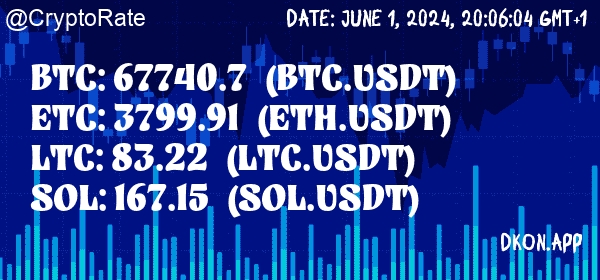 @CryptoRate
DATE: JUNE 1, 2024, 20:06:04 GMT+1
BTC: 67740.7 (BTC.USDT)
ETC: 3799.91 (ETH.USDT)
LTC: 83.22 (LTC.USDT)
SOL: 167.15 (SOL.USDT)
DKON.APP